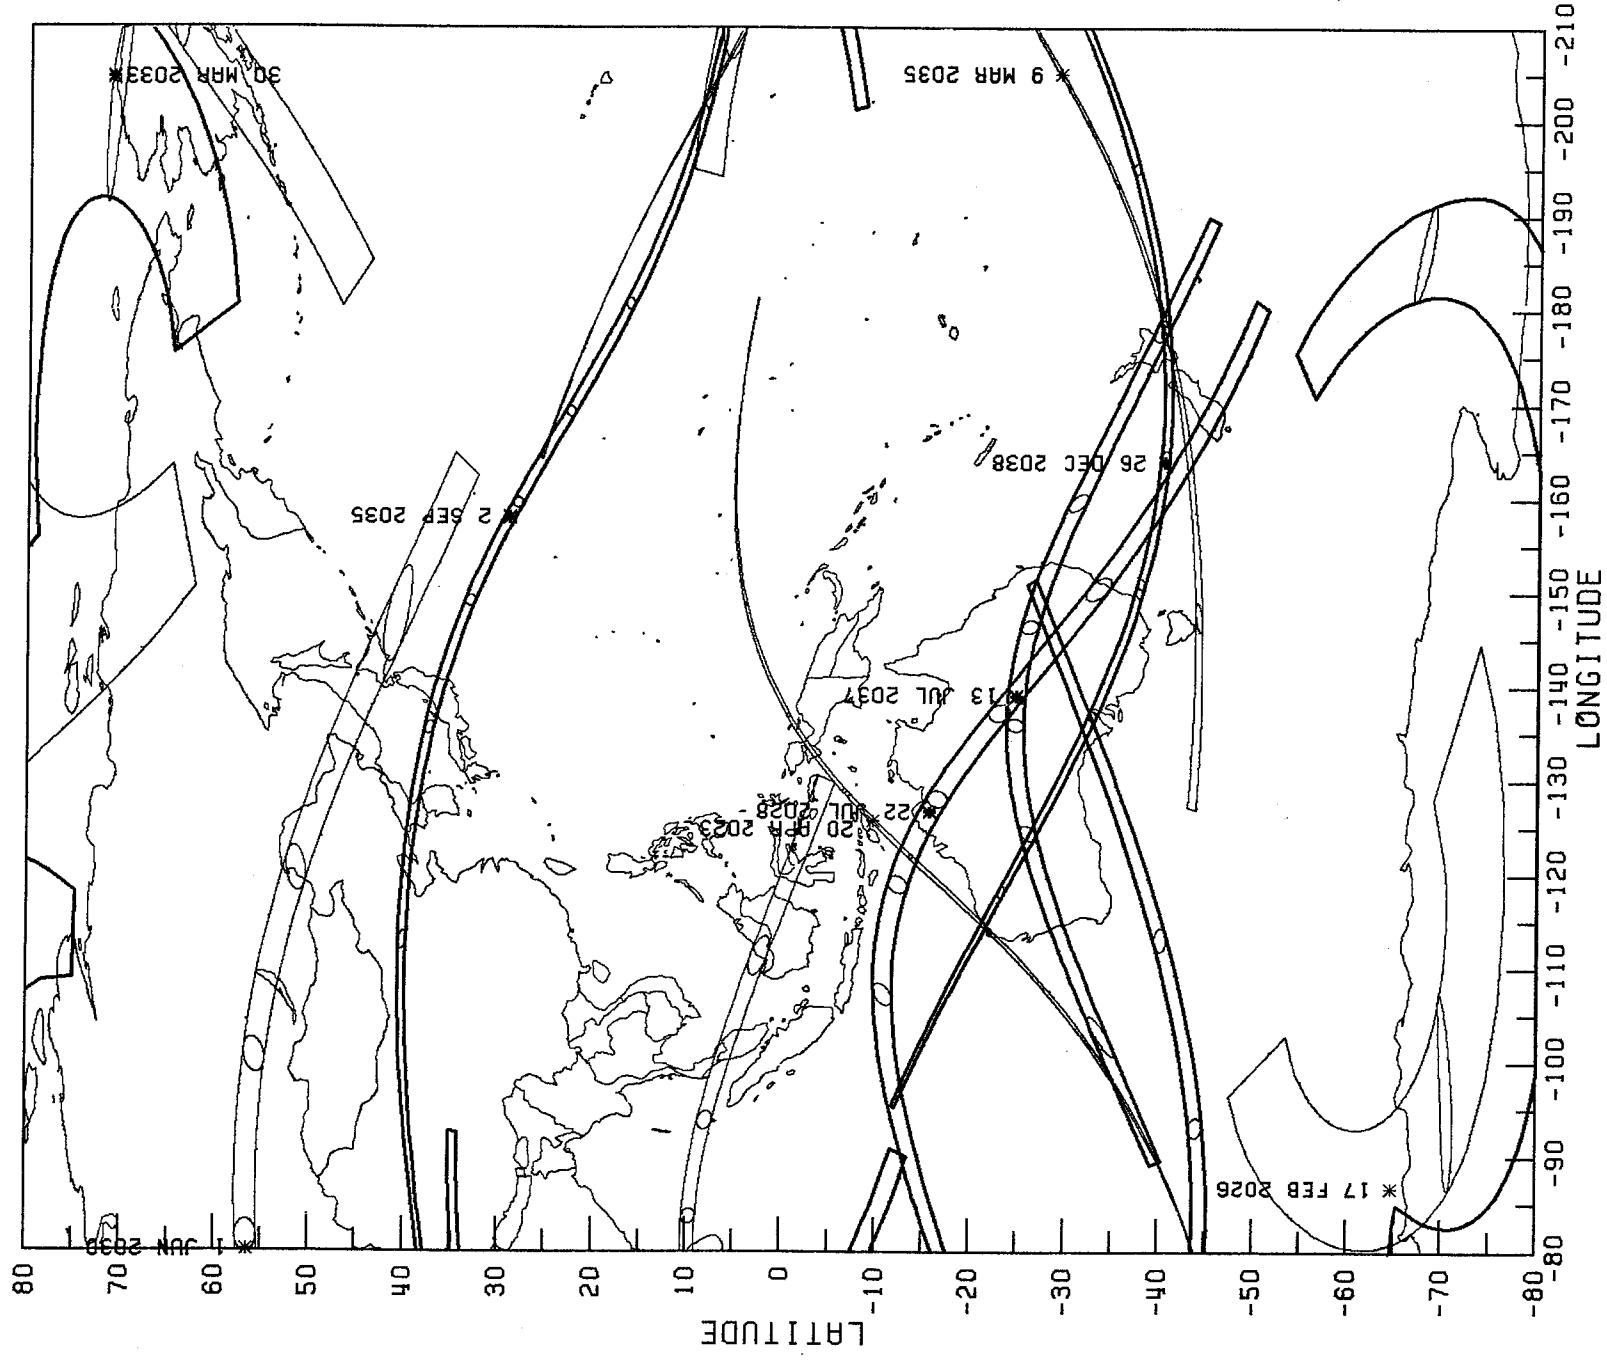 30 MAR 2033
9 MAR 2035
26 DEC 2038
2 SEP 2035
13 JUL 2037
22 JUL 2028
20 APR 2023
17 FEB 2026
1 JUN 2030
80
70
60
50
40
30
20
10
0
-10
-20
-30
-40
-50
-60
-70
-80
LATITUDE
-80
-90
-100
-110
-120
-130
-140
-150
-160
-170
-180
-190
-200
-210
LONGITUDE